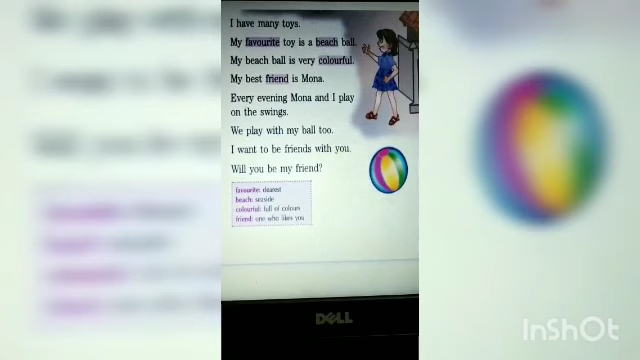 I have many toys.
My favourite toy is a beach ball.
My beach ball is very colourful.
My best friend is Mona.
Every evening Mona and I play
on the swings.
We play with my ball too.
I want to be friends with you.
Will you be my friend?
favourite: dearest
beach: seaside
colourful: full of colours
friend: one who likes you
DELL
InShOt